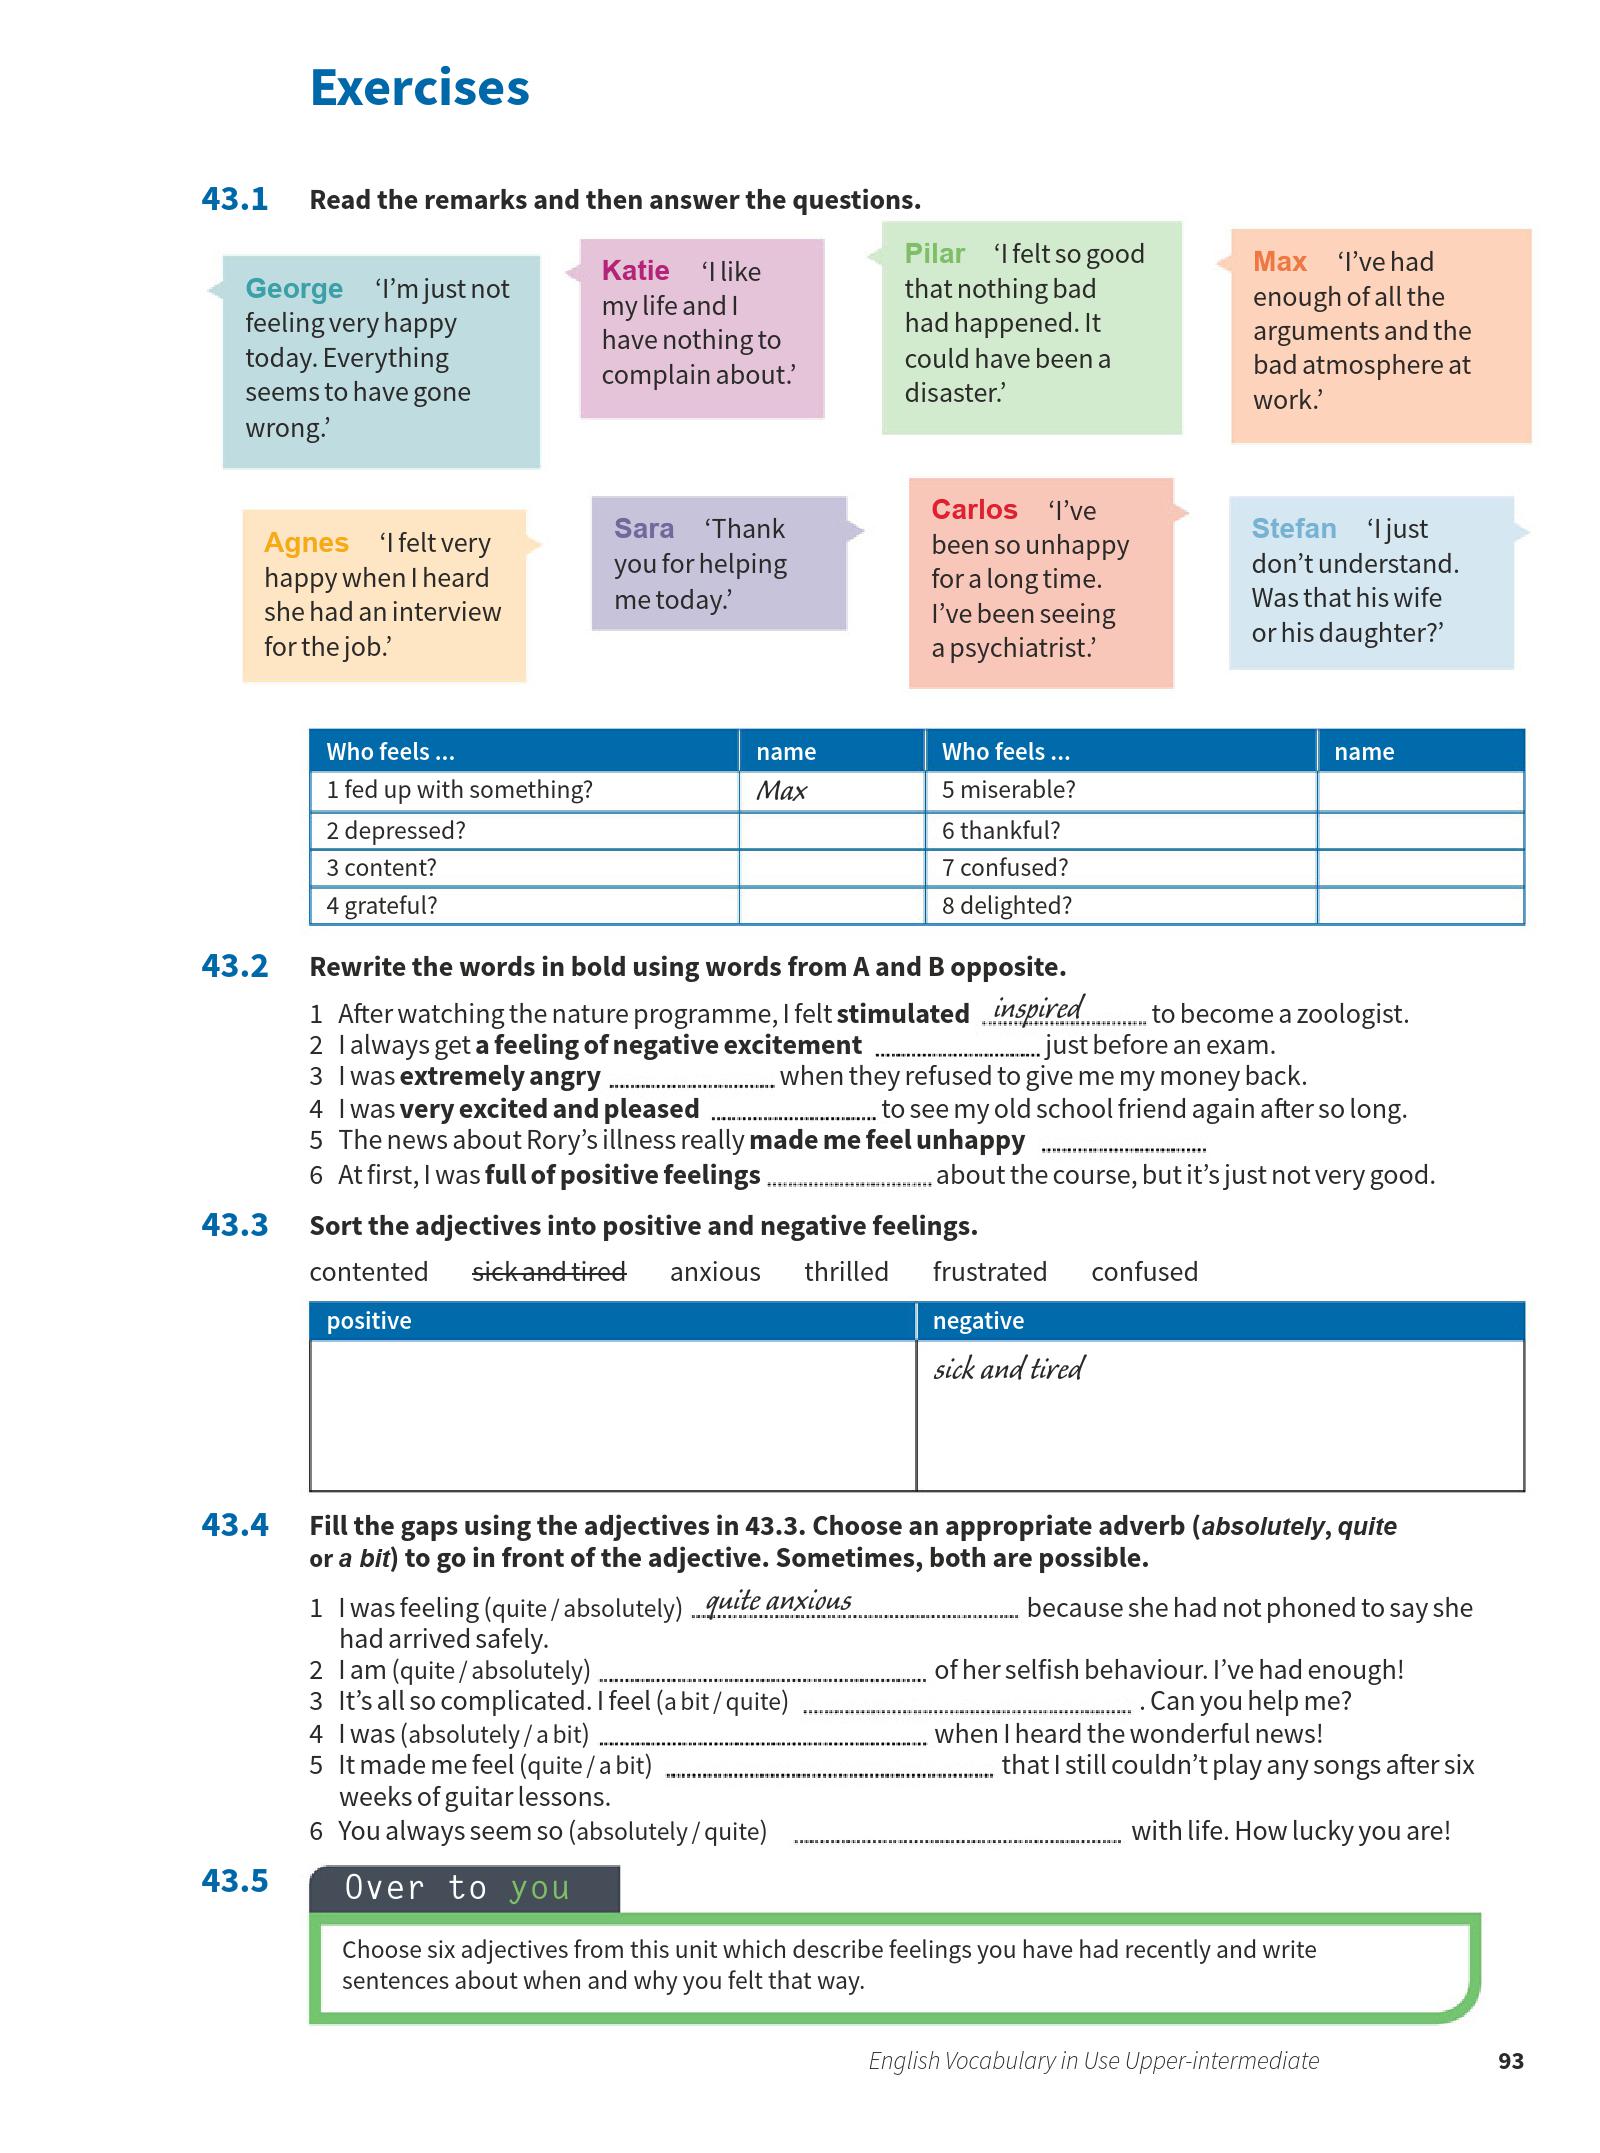 Exercises
43.1 Read the remarks and then answer the questions.
George ‘I’m just not
feeling very happy
today. Everything
seems to have gone
wrong.’
Katie ‘I like
my life and I
have nothing to
complain about.’
Pilar ‘I felt so good
that nothing bad
had happened. It
could have been a
disaster.’
Max ‘I’ve had
enough of all the
arguments and the
bad atmosphere at
work.’
Agnes ‘I felt very
happy when I heard
she had an interview
for the job.’
Sara ‘Thank
you for helping
me today.’
Carlos ‘I’ve
been so unhappy
for a long time.
I’ve been seeing
a psychiatrist.’
Stefan ‘I just
don’t understand.
Was that his wife
or his daughter?’
Who feels ... name Who feels ... name
1 fed up with something? Max 5 miserable?
2 depressed? 6 thankful?
3 content? 7 confused?
4 grateful? 8 delighted?
43.2 Rewrite the words in bold using words from A and B opposite.
1 After watching the nature programme, I felt stimulated inspired to become a zoologist.
2 I always get a feeling of negative excitement ........................ just before an exam.
3 I was extremely angry ........................ when they refused to give me my money back.
4 I was very excited and pleased ........................ to see my old school friend again after so long.
5 The news about Rory’s illness really made me feel unhappy ........................
6 At first, I was full of positive feelings ........................ about the course, but it’s just not very good.
43.3 Sort the adjectives into positive and negative feelings.
contented sick and tired anxious thrilled frustrated confused
positive negative
sick and tired
43.4 Fill the gaps using the adjectives in 43.3. Choose an appropriate adverb (absolutely, quite
or a bit) to go in front of the adjective. Sometimes, both are possible.
1 I was feeling (quite / absolutely) quite anxious because she had not phoned to say she
had arrived safely.
2 I am (quite / absolutely) ........................ of her selfish behaviour. I’ve had enough!
3 It’s all so complicated. I feel (a bit / quite) ........................ . Can you help me?
4 I was (absolutely / a bit) ........................ when I heard the wonderful news!
5 It made me feel (quite / a bit) ........................ that I still couldn’t play any songs after six
weeks of guitar lessons.
6 You always seem so (absolutely / quite) ........................ with life. How lucky you are!
43.5 Over to you
Choose six adjectives from this unit which describe feelings you have had recently and write
sentences about when and why you felt that way.
English Vocabulary in Use Upper-intermediate 93